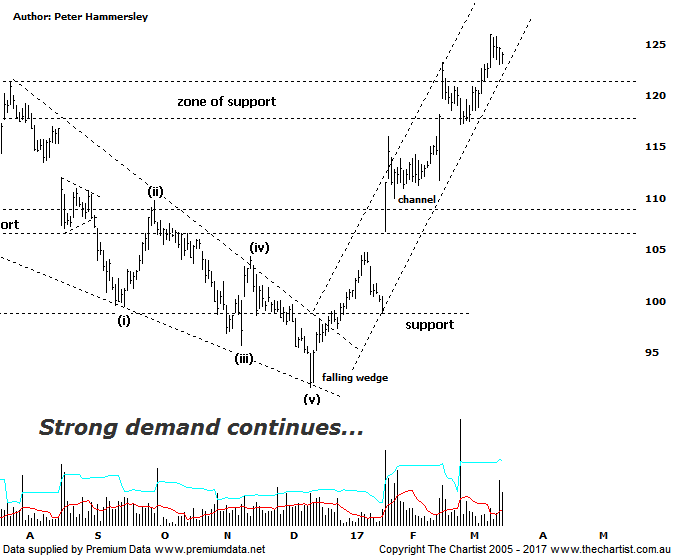 Author: Peter Hammersley
125
zone of support
120
115
(ii)
110
channel
ort
(iv)
105
100
(i)
support
(iii)
95
falling wedge
(v)
Strong demand continues...
A S O N D 17 F M A M
Data supplied by Premium Data www.premiumdata.net Copyright The Chartist 2005 - 2017 www.thechartist.com.au